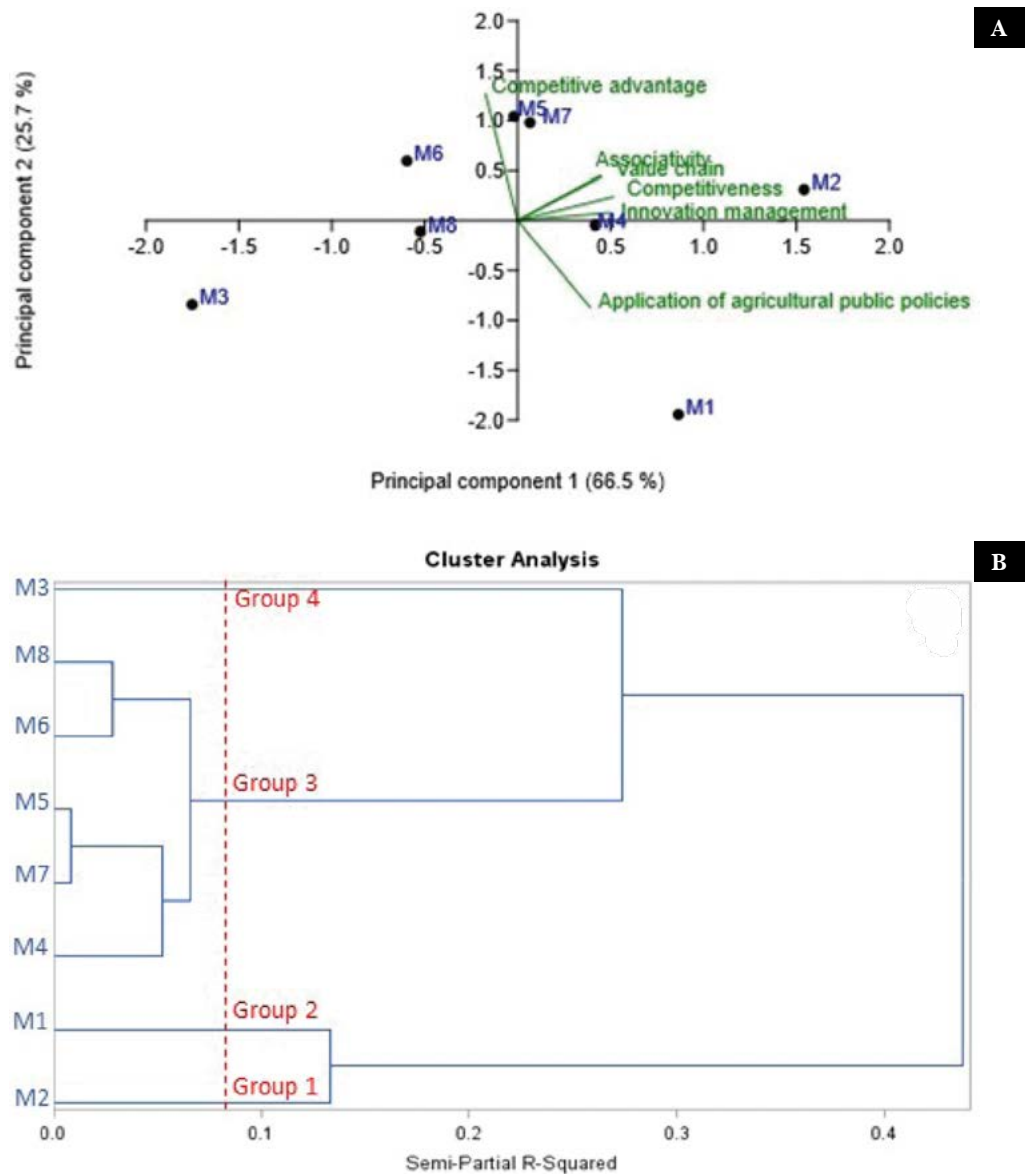 A
2.0
1.5
Competitive advantage
1.0
M5
M7
M6
0.5
Associativity
Value chain
Competitiveness
M2
Innovation management
M8
M4
-2.0 -1.5 -1.0 -0.5 0.5 1.0 1.5 2.0
M3
-0.5
Application of agricultural public policies
-1.0
-1.5
M1
-2.0
Principal component 2 (25.7 %)
Principal component 1 (66.5 %)
B
Cluster Analysis
M3
Group 4
M8
M6
Group 3
M5
M7
M4
Group 2
M1
Group 1
M2
0.0 0.1 0.2 0.3 0.4
Semi-Partial R-Squared